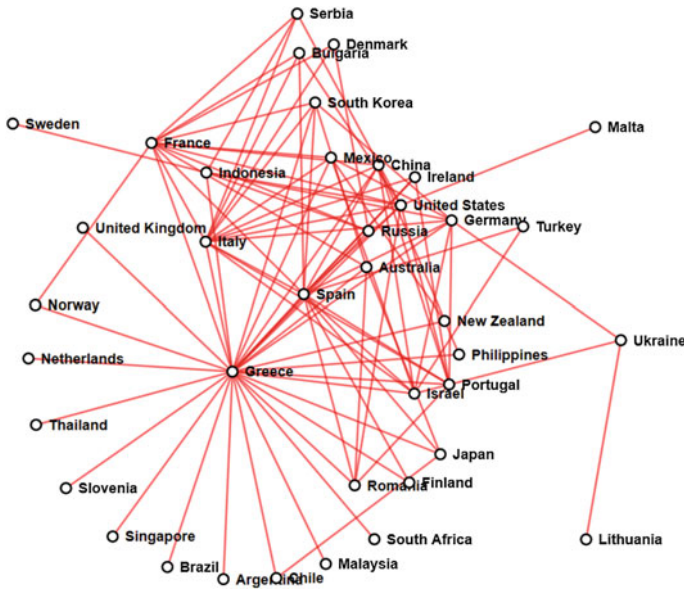 Serbia
Denmark
Bulgaria
South Korea
Sweden
Malta
France
Mexico
China
Indonesia
Ireland
United States
Germany
Turkey
United Kingdom
Russia
Italy
Australia
Spain
Norway
New Zealand
Ukraine
Netherlands
Philippines
Greece
Portugal
Israel
Thailand
Japan
Finland
Romania
Slovenia
Singapore
South Africa
Lithuania
Malaysia
Brazil
Argentina
Chile